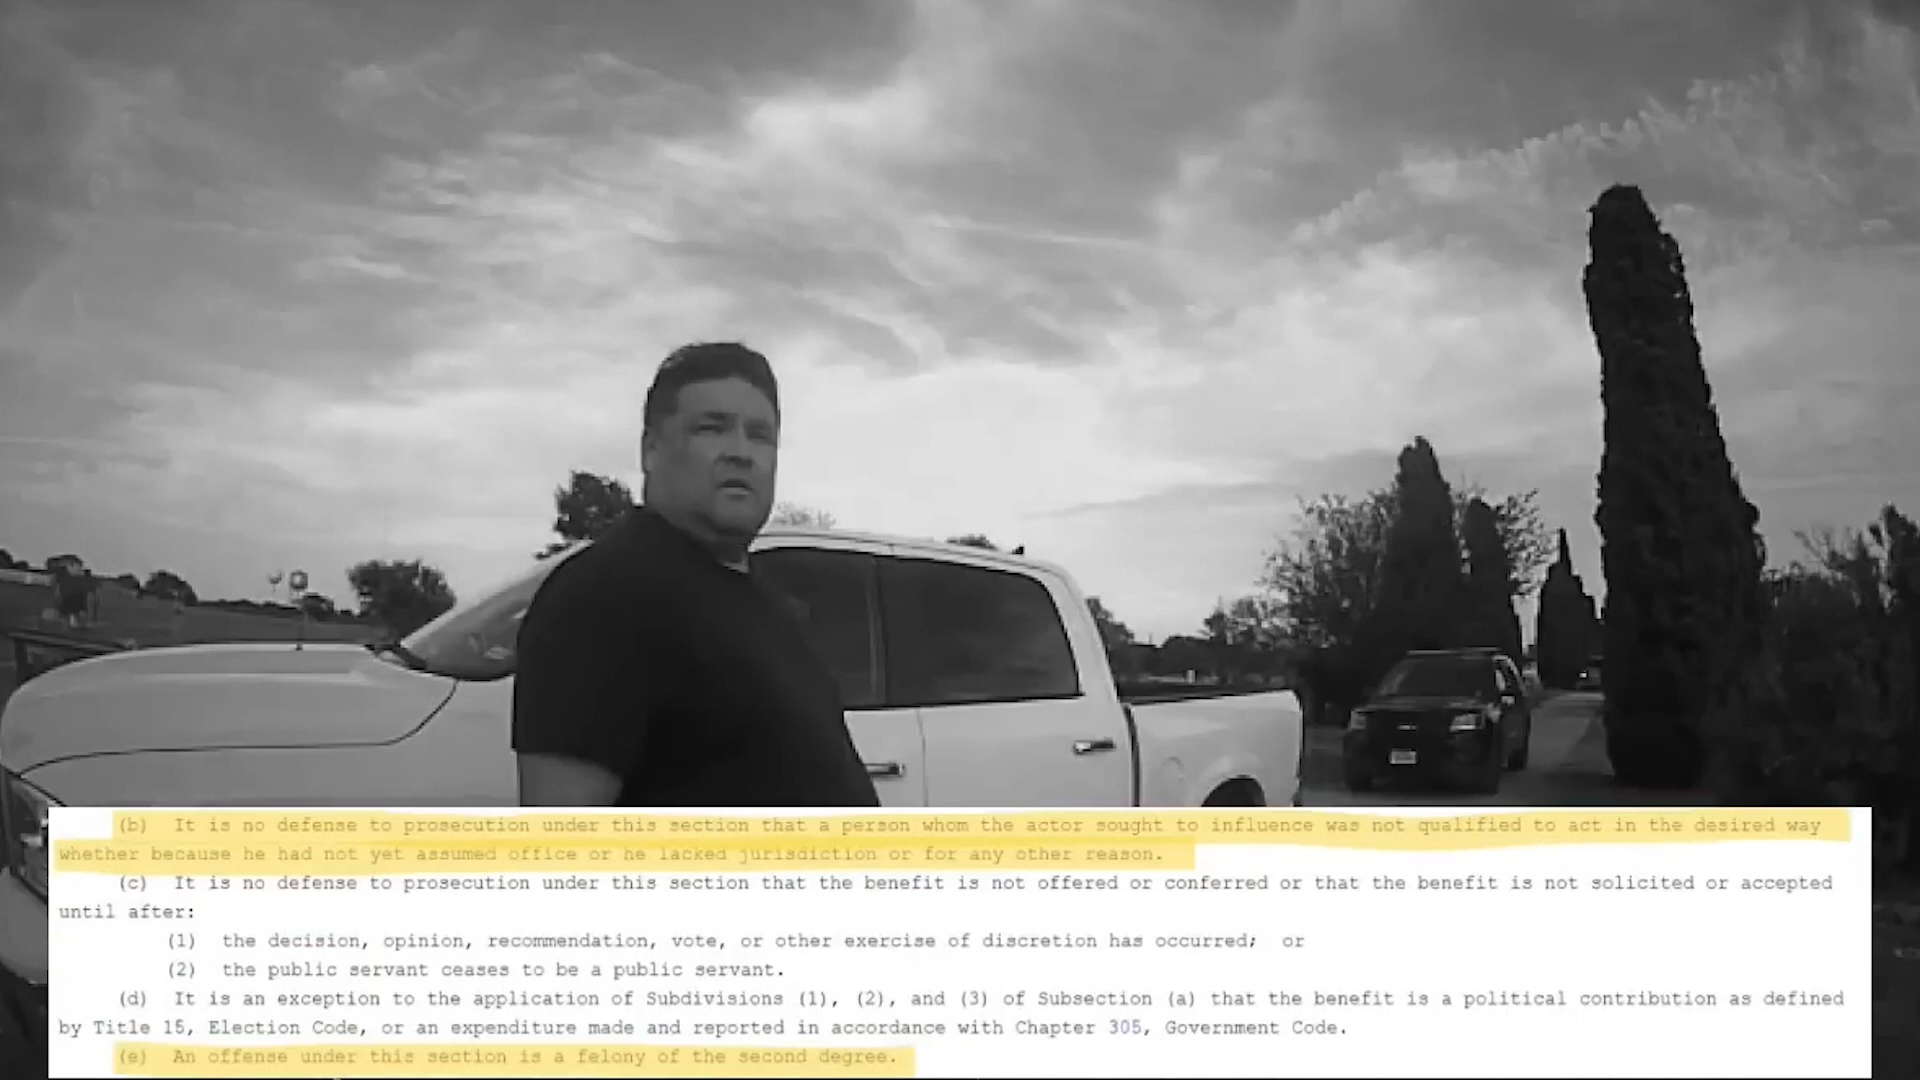 (b) It is no defense to prosecution under this section that a person whom the actor sought to influence was not qualified to act in the desired way
whether because he had not yet assumed office or he lacked jurisdiction or for any other reason.
(c) It is no defense to prosecution under this section that the benefit is not offered or conferred or that the benefit is not solicited or accepted
until after:
(1) the decision, opinion, recommendation, vote, or other exercise of discretion has occurred; or
(2) the public servant ceases to be a public servant.
(d) It is an exception to the application of Subdivisions (1), (2), and (3) of Subsection (a) that the benefit is a political contribution as defined
by Title 15, Election Code, or an expenditure made and reported in accordance with Chapter 305, Government Code.
(e) An offense under this section is a felony of the second degree.